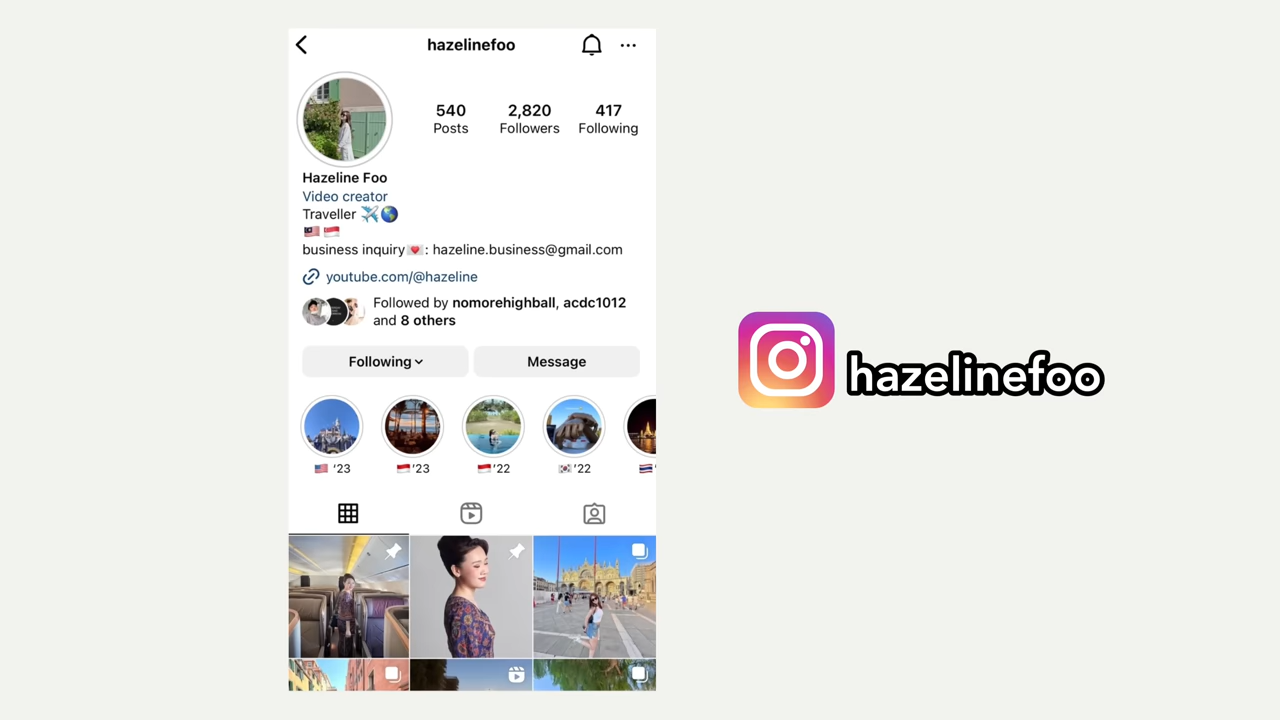 hazelinefoo
540
2,820
417
Posts
Followers
Following
Hazeline Foo
Video creator
Traveller ✈️🌎
🇲🇾 🇸🇬
business inquiry💌: hazeline.business@gmail.com
youtube.com/@hazeline
Followed by nomorehighball, acdc1012
and 8 others
Following
Message
🇺🇸 '23
🇮🇩'23
🇮🇩'22
🇰🇷'22
🇹🇭'
hazelinefoo